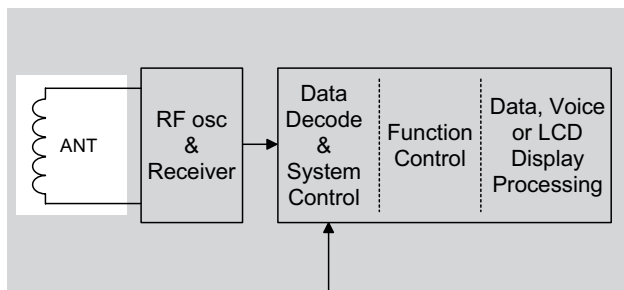 ANT
RF osc
&
Receiver
Data
Decode
&
System
Control
Function
Control
Data, Voice
or LCD
Display
Processing